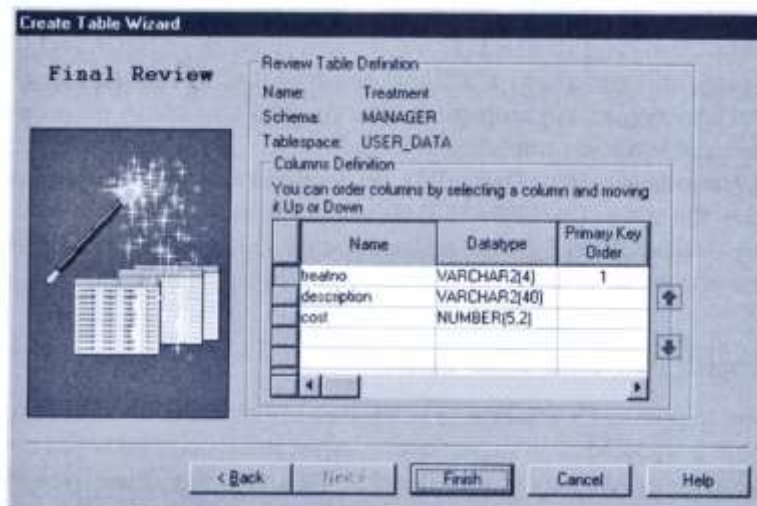 Create Table Wizard
Final Review
Review Table Definition
Name: Treatment
Schema: MANAGER
Tablespace: USER_DATA
Columns Definition
You can order columns by selecting a column and moving
it Up or Down
Name Datatype Primary Key Order
treatno VARCHAR2(4) 1
description VARCHAR2(40)
cost NUMBER(5,2)
< Back Next > Finish Cancel Help